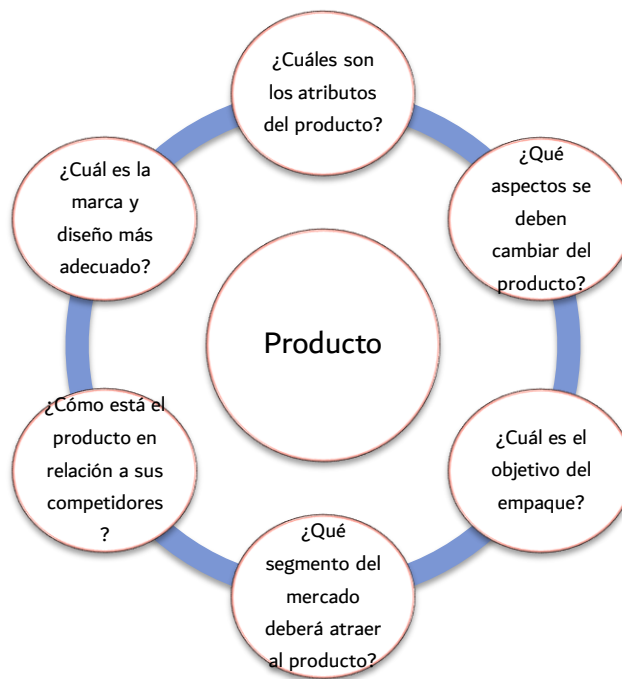 ¿Cuáles son
los atributos
del producto?
¿Qué
aspectos se
deben
cambiar del
producto?
¿Cuál es el
objetivo del
empaque?
¿Qué
segmento del
mercado
deberá atraer
al producto?
¿Cómo está el
producto en
relación a sus
competidores
?
¿Cuál es la
marca y
diseño más
adecuado?
Producto